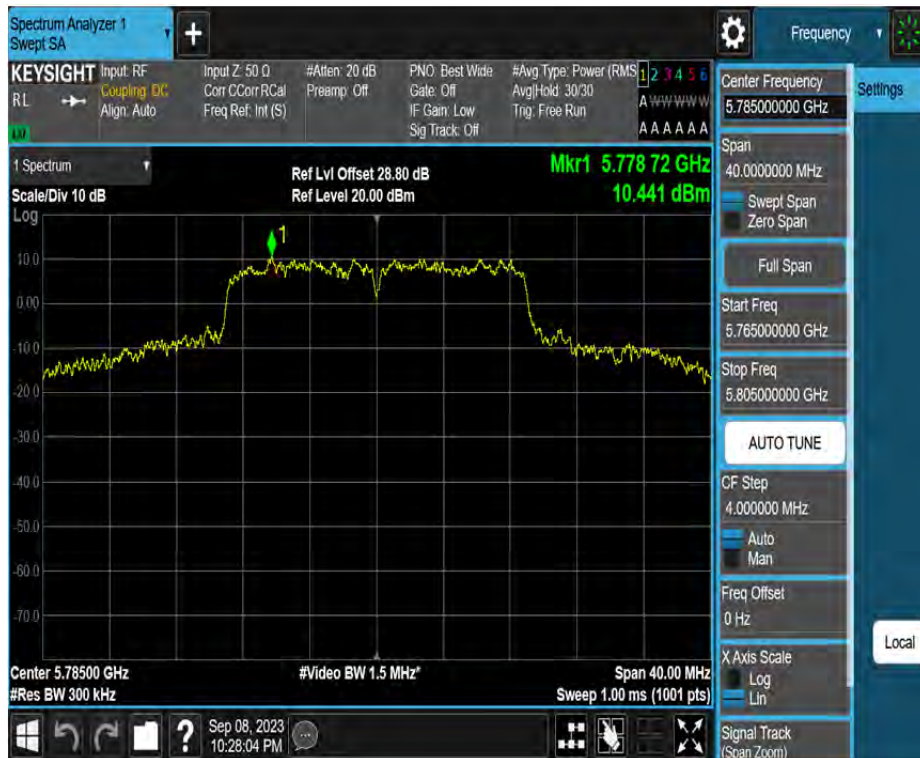 Spectrum Analyzer 1
Swept SA
+
Frequency
KEYSIGHT
RL
Input: RF
Coupling: DC
Align: Auto
Input Z: 50 Ω
Corr CCorr RCal
Freq Ref: Int (S)
#Atten: 20 dB
Preamp: Off
PNO: Best Wide
Gate: Off
IF Gain: Low
Sig Track: Off
#Avg Type: Power (RMS
Avg|Hold: 30/30
Trig: Free Run
1 2 3 4 5 6
A W W W W W
A A A A A A
1 Spectrum
Scale/Div 10 dB
Ref Lvl Offset 28.80 dB
Ref Level 20.00 dBm
Mkr1 5.778 72 GHz
10.441 dBm
Log
1
10.0
0.00
-10.0
-20.0
-30.0
-40.0
-50.0
-60.0
-70.0
Center 5.78500 GHz
#Res BW 300 kHz
#Video BW 1.5 MHz*
Span 40.00 MHz
Sweep 1.00 ms (1001 pts)
?
Sep 08, 2023
10:28:04 PM
Center Frequency
5.785000000 GHz
Span
40.0000000 MHz
Swept Span
Zero Span
Full Span
Start Freq
5.765000000 GHz
Stop Freq
5.805000000 GHz
AUTO TUNE
CF Step
4.000000 MHz
Auto
Man
Freq Offset
0 Hz
X Axis Scale
Log
Lin
Signal Track
(Span Zoom)
Settings
Local